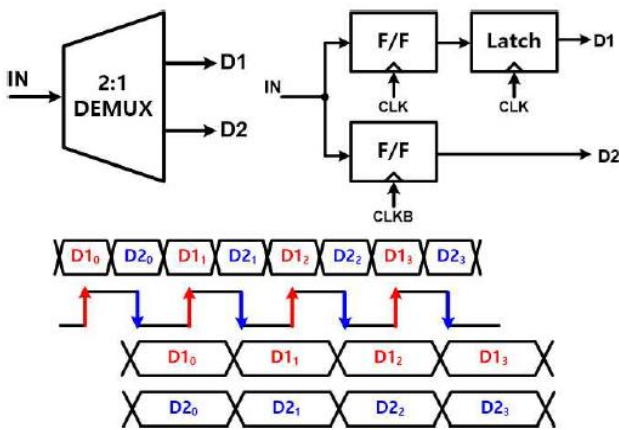 IN
2:1
DEMUX
D1
D2
IN
F/F
CLK
Latch
CLK
D1
F/F
CLKB
D2
D1₀ D2₀ D1₁ D2₁ D1₂ D2₂ D1₃ D2₃
D1₀ D1₁ D1₂ D1₃
D2₀ D2₁ D2₂ D2₃